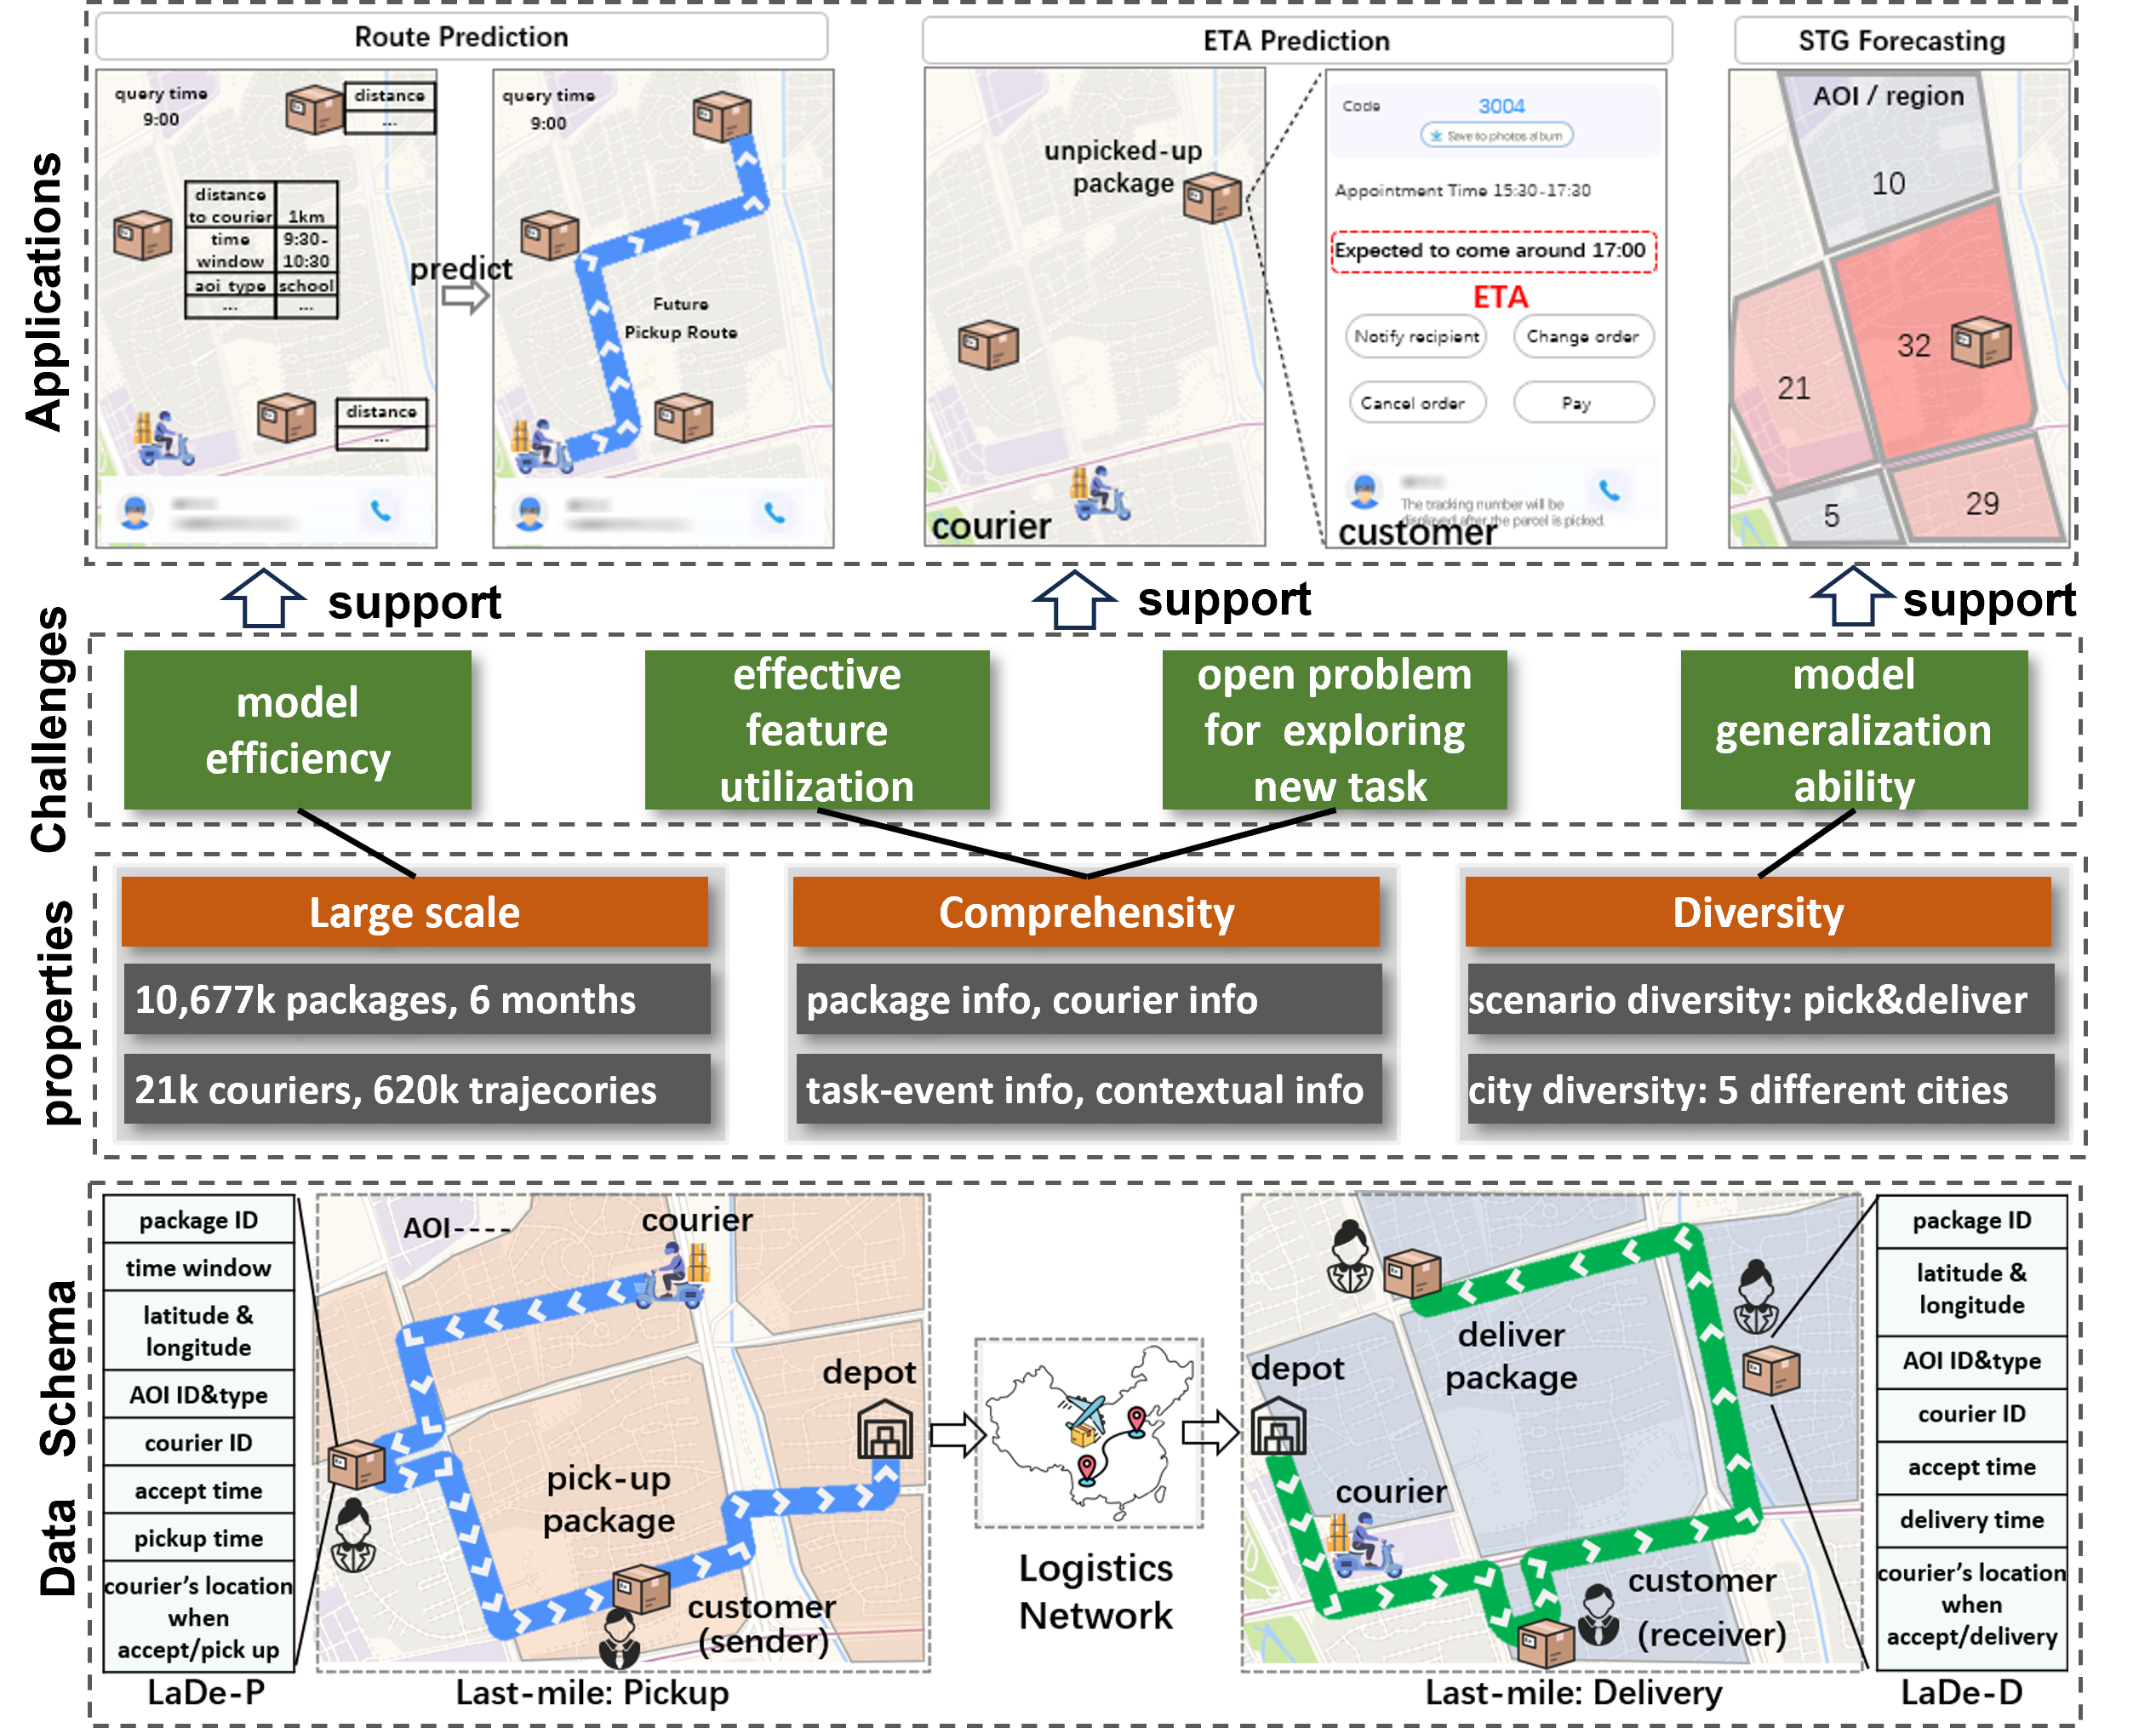 Applications
Route Prediction
query time
9:00
distance
...
distance
to courier
1km
time
window
9:30-
10:30
aoi type
school
...
...
distance
...
predict
query time
9:00
Future
Pickup Route
ETA Prediction
unpicked-up
package
courier
Code
3004
Save to photos album
Appointment Time 15:30-17:30
Expected to come around 17:00
ETA
Notify recipient
Change order
Cancel order
Pay
The tracking number will be
displayed after the parcel is picked.
customer
STG Forecasting
AOI / region
10
32
21
5
29
support
support
support
Challenges
model
efficiency
effective
feature
utilization
open problem
for exploring
new task
model
generalization
ability
properties
Large scale
10,677k packages, 6 months
21k couriers, 620k trajecories
Comprehensity
package info, courier info
task-event info, contextual info
Diversity
scenario diversity: pick&deliver
city diversity: 5 different cities
Data Schema
package ID
time window
latitude &
longitude
AOI ID&type
courier ID
accept time
pickup time
courier's location
when
accept/pick up
LaDe-P
AOI----
courier
depot
pick-up
package
customer
(sender)
Last-mile: Pickup
Logistics
Network
deliver
package
depot
courier
customer
(receiver)
Last-mile: Delivery
package ID
latitude &
longitude
AOI ID&type
courier ID
accept time
delivery time
courier's location
when
accept/delivery
LaDe-D